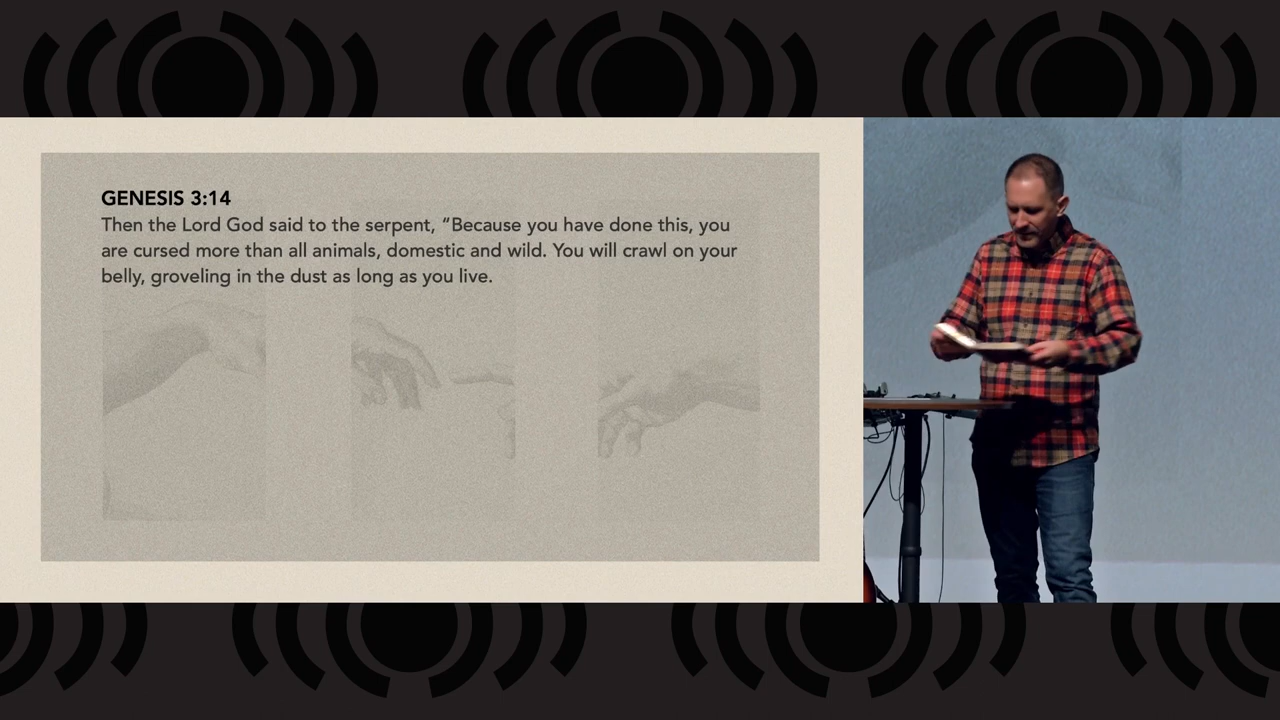 GENESIS 3:14
Then the Lord God said to the serpent, “Because you have done this, you
are cursed more than all animals, domestic and wild. You will crawl on your
belly, groveling in the dust as long as you live.